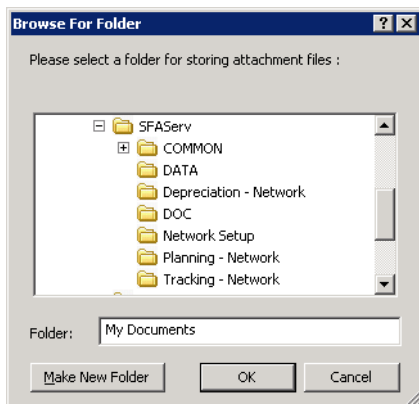 Browse For Folder
Please select a folder for storing attachment files :
SFAServ
COMMON
DATA
Depreciation - Network
DOC
Network Setup
Planning - Network
Tracking - Network
Folder: My Documents
Make New Folder OK Cancel